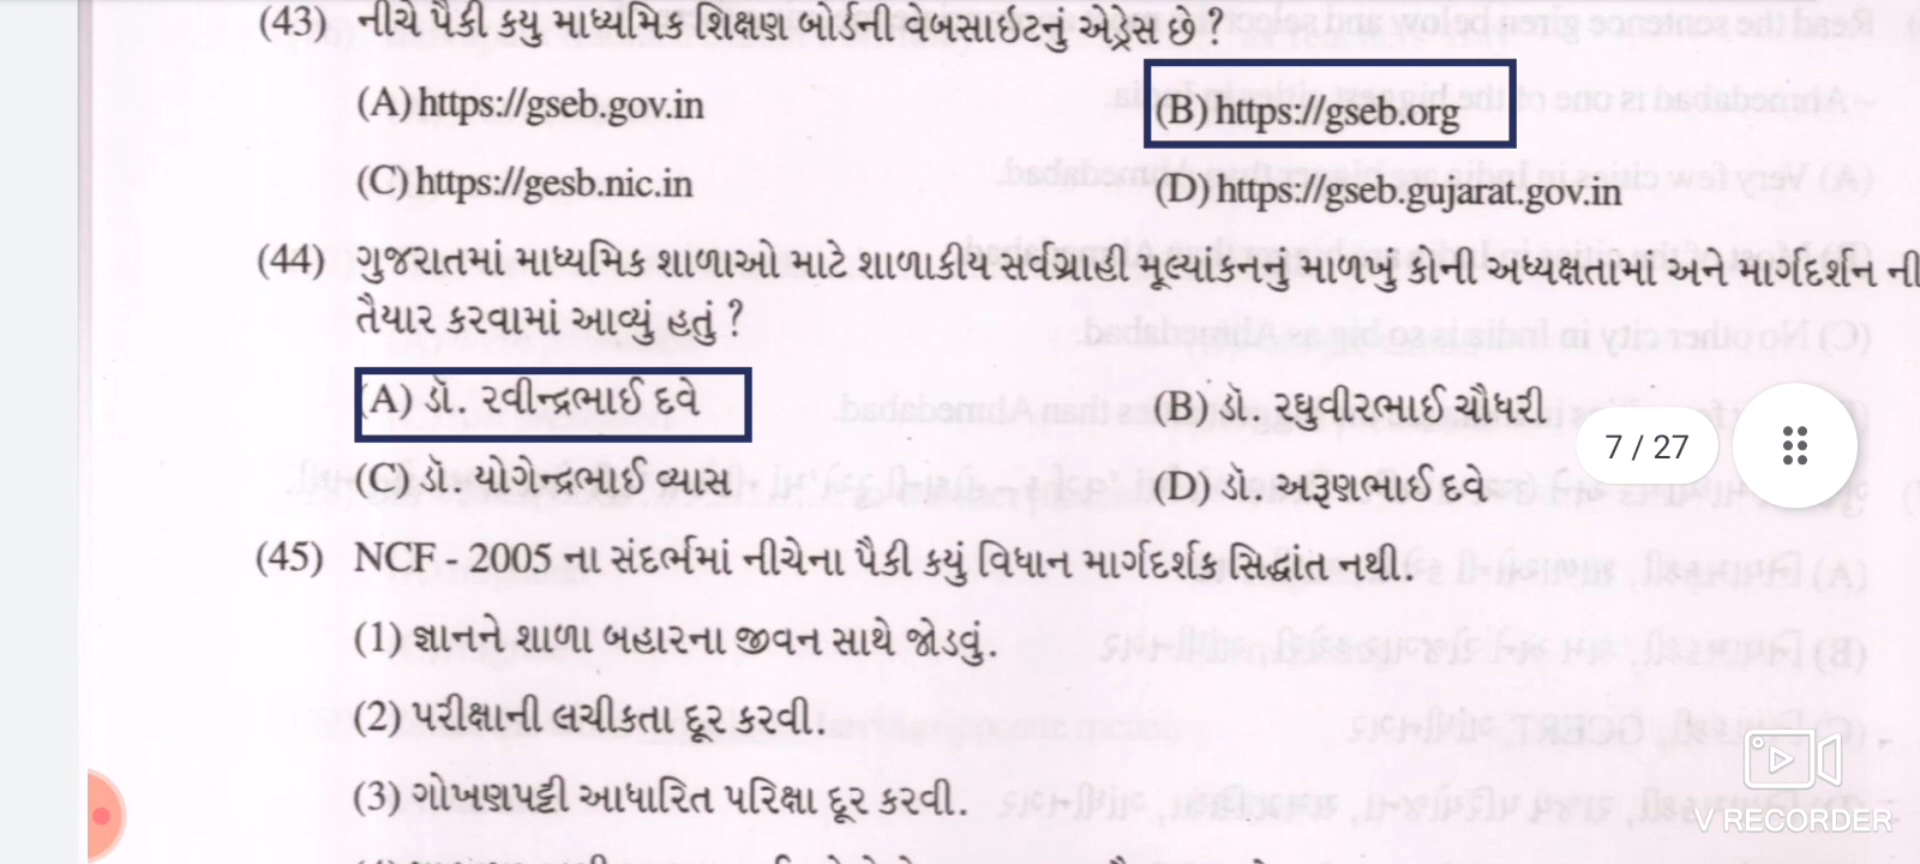 (43) નીચે પૈકી કયુ માધ્યમિક શિક્ષણ બોર્ડની વેબસાઇટનું એડ્રેસ છે ?
(A) https://gseb.gov.in (B) https://gseb.org
(C) https://gesb.nic.in (D) https://gseb.gujarat.gov.in
(44) ગુજરાતમાં માધ્યમિક શાળાઓ માટે શાળાકીય સર્વગ્રાહી મૂલ્યાંકનનું માળખું કોની અધ્યક્ષતામાં અને માર્ગદર્શન ની
તૈયાર કરવામાં આવ્યું હતું ?
(A) ડૉ. રવીન્દ્રભાઈ દવે (B) ડૉ. રઘુવીરભાઈ ચૌધરી
(C) ડૉ. યોગેન્દ્રભાઈ વ્યાસ (D) ડૉ. અરૂણભાઈ દવે
7 / 27
(45) NCF - 2005 ના સંદર્ભમાં નીચેના પૈકી કયું વિધાન માર્ગદર્શક સિદ્ધાંત નથી.
(1) જ્ઞાનને શાળા બહારના જીવન સાથે જોડવું.
(2) પરીક્ષાની લચીકતા દૂર કરવી.
(3) ગોખણપટ્ટી આધારિત પરિક્ષા દૂર કરવી.
V RECORDER